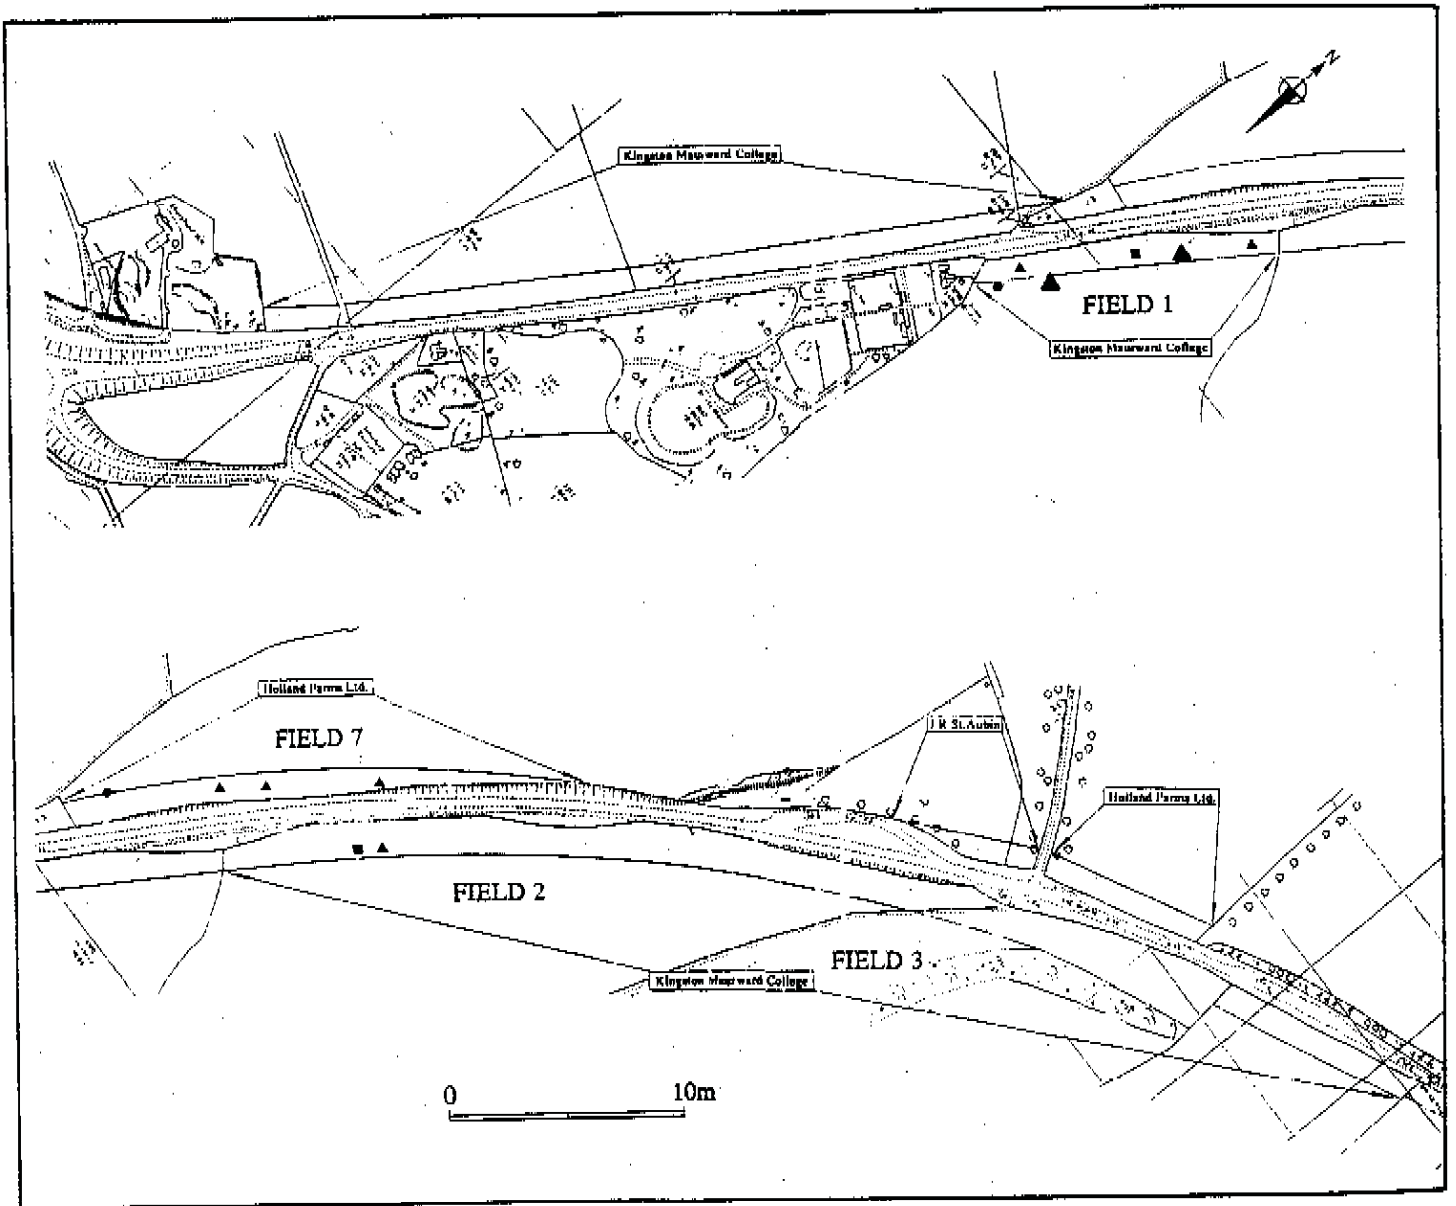 N
Kingston Maurward College
FIELD 1
Kingston Maurward College
Holland Farms Ltd.
FIELD 7
J R St. Aubin
Holland Farms Ltd.
FIELD 2
FIELD 3
Kingston Maurward College
0 10m